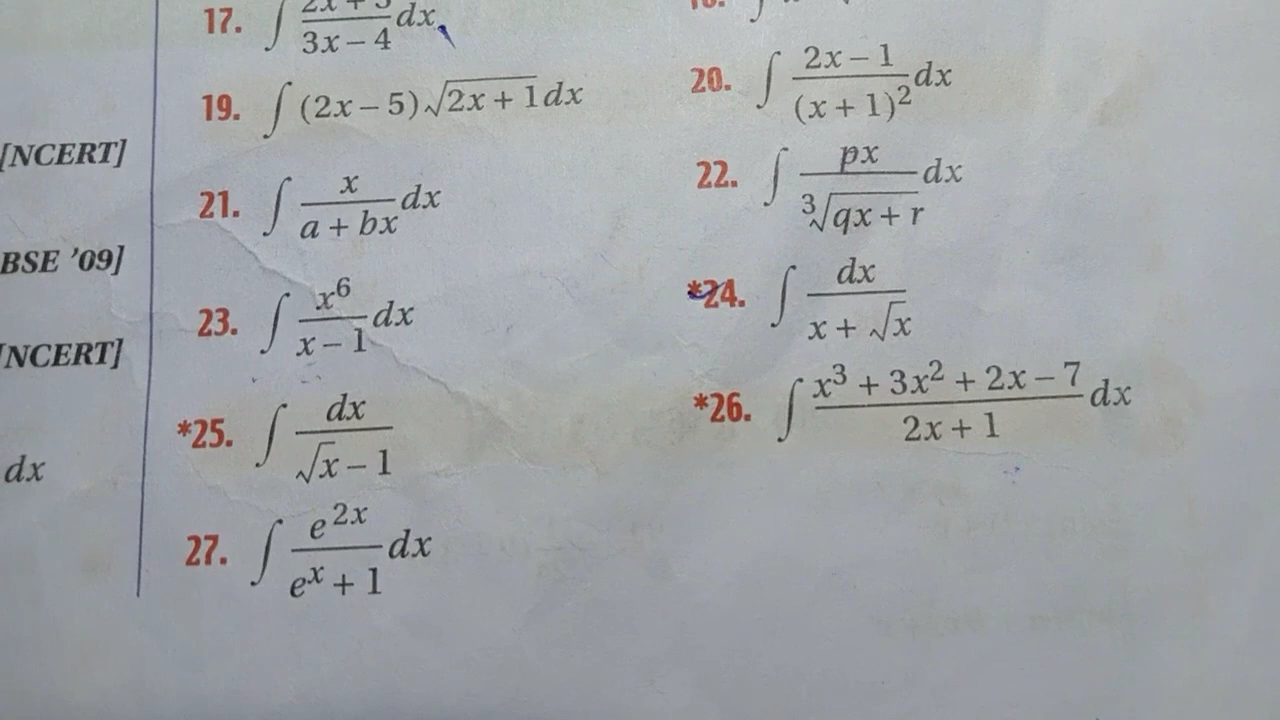 17. ∫ (2x + 3)/(3x – 4) dx
19. ∫ (2x – 5)√(2x + 1) dx
20. ∫ (2x – 1)/(x + 1)² dx
[NCERT]
21. ∫ x/(a + bx) dx
22. ∫ px/∛(qx + r) dx
BSE '09]
23. ∫ x⁶/(x – 1) dx
*24. ∫ dx/(x + √x)
NCERT]
*25. ∫ dx/(√x – 1)
*26. ∫ (x³ + 3x² + 2x – 7)/(2x + 1) dx
dx
27. ∫ e²ˣ/(eˣ + 1) dx